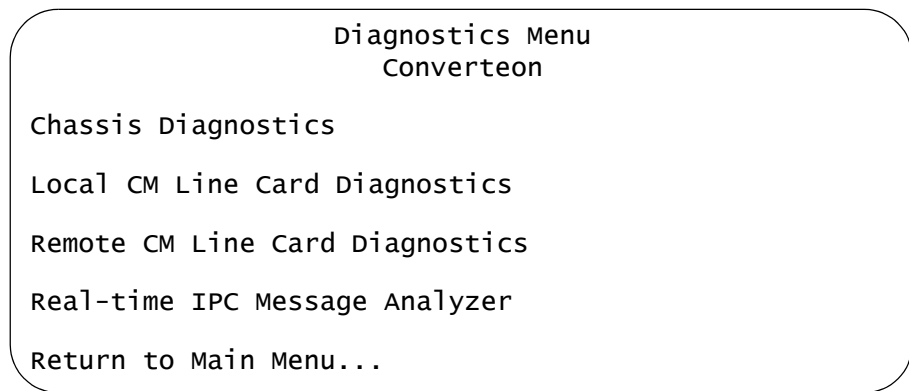 Diagnostics Menu
Converteon
Chassis Diagnostics
Local CM Line Card Diagnostics
Remote CM Line Card Diagnostics
Real-time IPC Message Analyzer
Return to Main Menu...